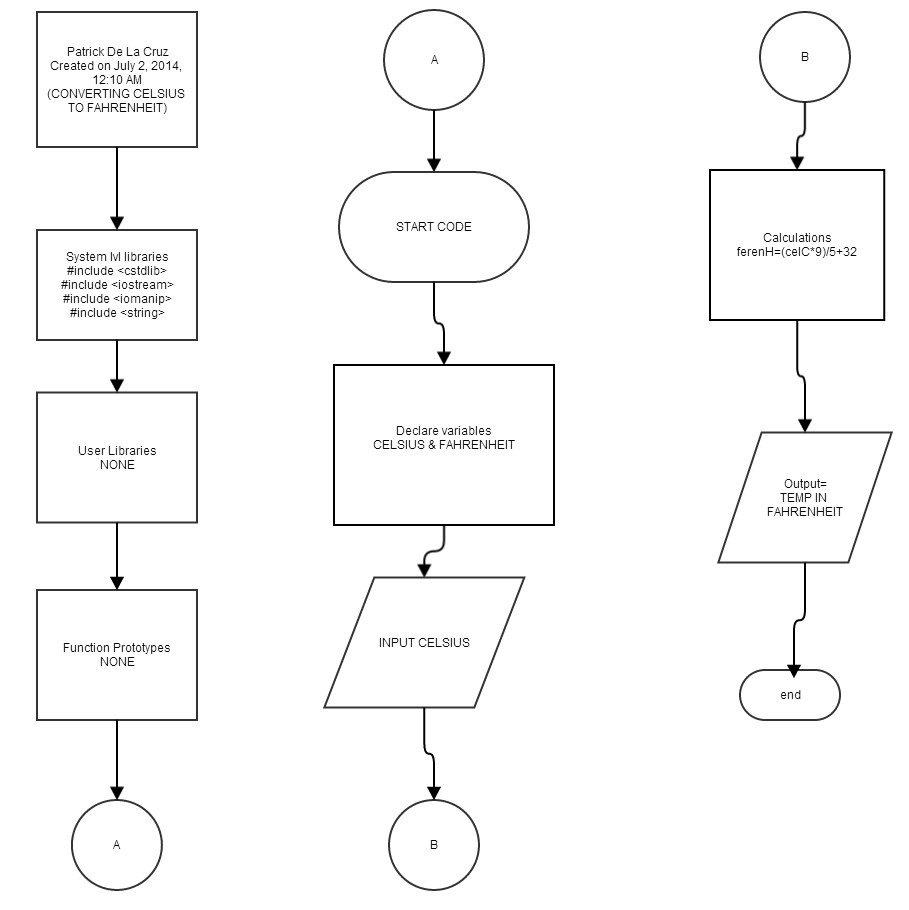 Patrick De La Cruz
Created on July 2, 2014,
12:10 AM
(CONVERTING CELSIUS
TO FAHRENHEIT)
System M libraries
#include <cstdlib>
#include <iostream>
#include <iomanip>
#include <string>
User Libraries
NONE
Function Prototypes
NONE
A
A
START CODE
Declare variables
CELSIUS & FAHRENHEIT
INPUT CELSIUS
B
B
Calculations
ferenH=(celC*9)/5+32
Output=
TEMP IN
FAHRENHEIT
end